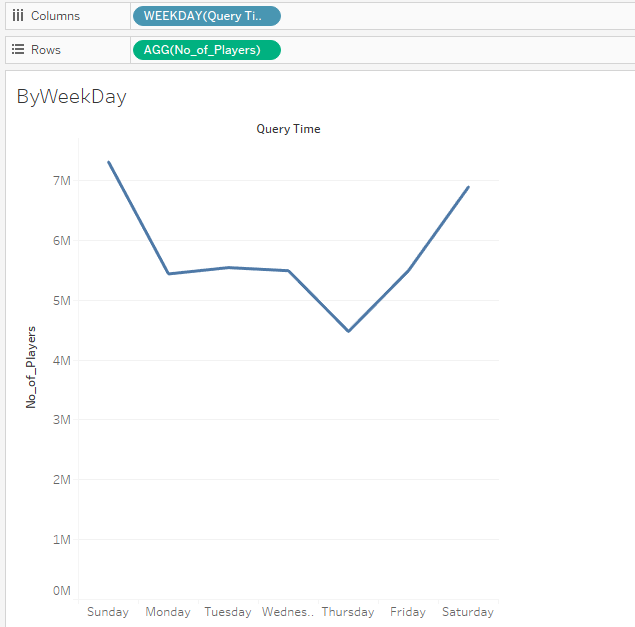 Columns WEEKDAY(Query Ti..
Rows AGG(No_of_Players)
ByWeekDay
Query Time
7M
6M
5M
4M
3M
2M
1M
0M
No_of_Players
Sunday Monday Tuesday Wednes.. Thursday Friday Saturday